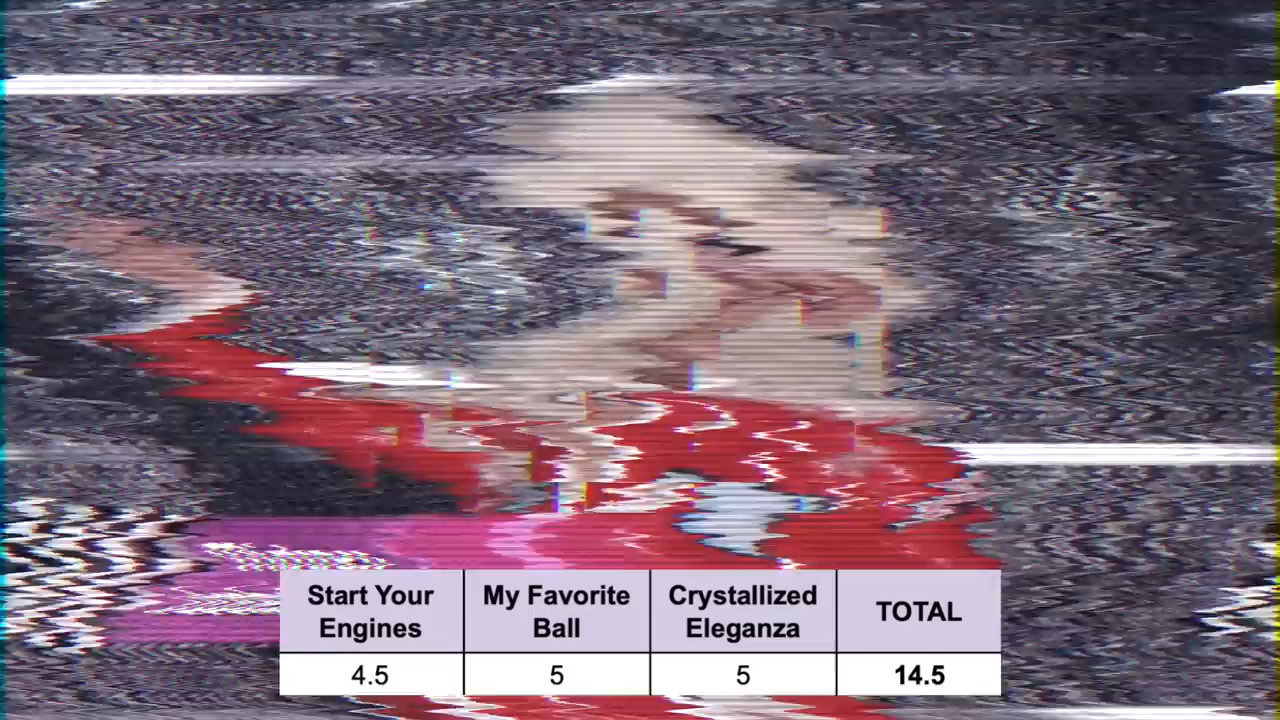 Start Your Engines | My Favorite Ball | Crystallized Eleganza | TOTAL
4.5 | 5 | 5 | 14.5